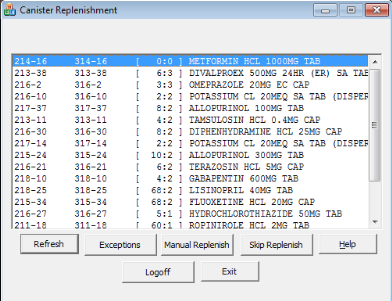 Canister Replenishment
214-16 314-16 [ 0:0 ] METFORMIN HCL 1000MG TAB
213-38 313-38 [ 6:3 ] DIVALPROEX 500MG 24HR (ER) SA TAB
216-2 316-2 [ 3:3 ] OMEPRAZOLE 20MG EC CAP
216-10 316-10 [ 2:2 ] POTASSIUM CL 20MEQ SA TAB (DISPER
217-37 317-37 [ 8:2 ] ALLOPURINOL 100MG TAB
213-11 313-11 [ 4:2 ] TAMSULOSIN HCL 0.4MG CAP
216-30 316-30 [ 8:2 ] DIPHENHYDRAMINE HCL 25MG CAP
217-14 317-14 [ 2:2 ] POTASSIUM CL 20MEQ SA TAB (DISPER
215-24 315-24 [ 10:2 ] ALLOPURINOL 300MG TAB
216-21 316-21 [ 6:2 ] TERAZOSIN HCL 5MG CAP
218-10 318-10 [ 4:2 ] GABAPENTIN 600MG TAB
218-25 318-25 [ 68:2 ] LISINOPRIL 40MG TAB
215-34 315-34 [ 68:2 ] FLUOXETINE HCL 20MG CAP
216-27 316-27 [ 5:1 ] HYDROCHLOROTHIAZIDE 50MG TAB
211-18 311-18 [ 60:1 ] ROPINIROLE HCL 2MG TAB
Refresh Exceptions Manual Replenish Skip Replenish Help
Logoff Exit